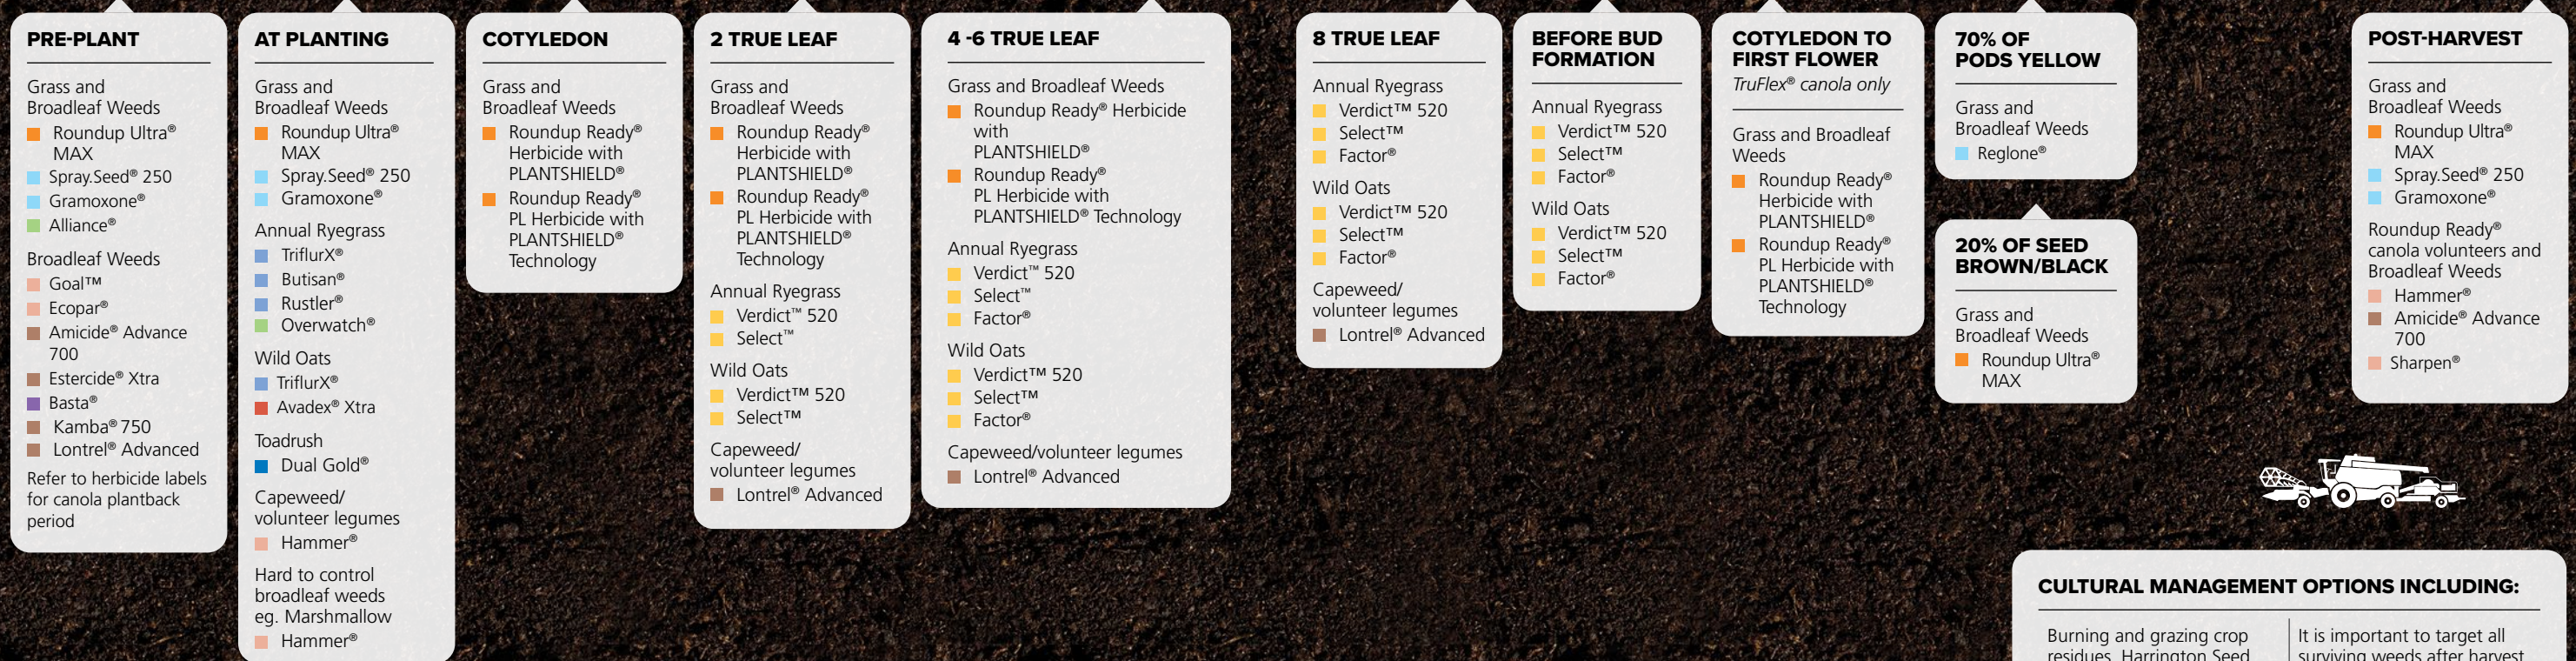 PRE-PLANT
Grass and
Broadleaf Weeds
Roundup Ultra®
MAX
Spray.Seed® 250
Gramoxone®
Alliance®
Broadleaf Weeds
Goal™
Ecopar®
Amicide® Advance
700
Estercide® Xtra
Basta®
Kamba® 750
Lontrel® Advanced
Refer to herbicide labels
for canola plantback
period
AT PLANTING
Grass and
Broadleaf Weeds
Roundup Ultra®
MAX
Spray.Seed® 250
Gramoxone®
Annual Ryegrass
TriflurX®
Butisan®
Rustler®
Overwatch®
Wild Oats
TriflurX®
Avadex® Xtra
Toadrush
Dual Gold®
Capeweed/
volunteer legumes
Hammer®
Hard to control
broadleaf weeds
eg. Marshmallow
Hammer®
COTYLEDON
Grass and
Broadleaf Weeds
Roundup Ready®
Herbicide with
PLANTSHIELD®
Roundup Ready®
PL Herbicide with
PLANTSHIELD®
Technology
2 TRUE LEAF
Grass and
Broadleaf Weeds
Roundup Ready®
Herbicide with
PLANTSHIELD®
Roundup Ready®
PL Herbicide with
PLANTSHIELD®
Technology
Annual Ryegrass
Verdict™ 520
Select™
Wild Oats
Verdict™ 520
Select™
Capeweed/
volunteer legumes
Lontrel® Advanced
4 -6 TRUE LEAF
Grass and Broadleaf Weeds
Roundup Ready® Herbicide
with
PLANTSHIELD®
Roundup Ready®
PL Herbicide with
PLANTSHIELD® Technology
Annual Ryegrass
Verdict™ 520
Select™
Factor®
Wild Oats
Verdict™ 520
Select™
Factor®
Capeweed/volunteer legumes
Lontrel® Advanced
8 TRUE LEAF
Annual Ryegrass
Verdict™ 520
Select™
Factor®
Wild Oats
Verdict™ 520
Select™
Factor®
Capeweed/
volunteer legumes
Lontrel® Advanced
BEFORE BUD
FORMATION
Annual Ryegrass
Verdict™ 520
Select™
Factor®
Wild Oats
Verdict™ 520
Select™
Factor®
COTYLEDON TO
FIRST FLOWER
TruFlex® canola only
Grass and Broadleaf
Weeds
Roundup Ready®
Herbicide with
PLANTSHIELD®
Roundup Ready®
PL Herbicide with
PLANTSHIELD®
Technology
70% OF
PODS YELLOW
Grass and
Broadleaf Weeds
Reglone®
20% OF SEED
BROWN/BLACK
Grass and
Broadleaf Weeds
Roundup Ultra®
MAX
POST-HARVEST
Grass and
Broadleaf Weeds
Roundup Ultra®
MAX
Spray.Seed® 250
Gramoxone®
Roundup Ready®
canola volunteers and
Broadleaf Weeds
Hammer®
Amicide® Advance
700
Sharpen®
CULTURAL MANAGEMENT OPTIONS INCLUDING:
Burning and grazing crop
residues, Harrington Seed
It is important to target all
surviving weeds after harvest